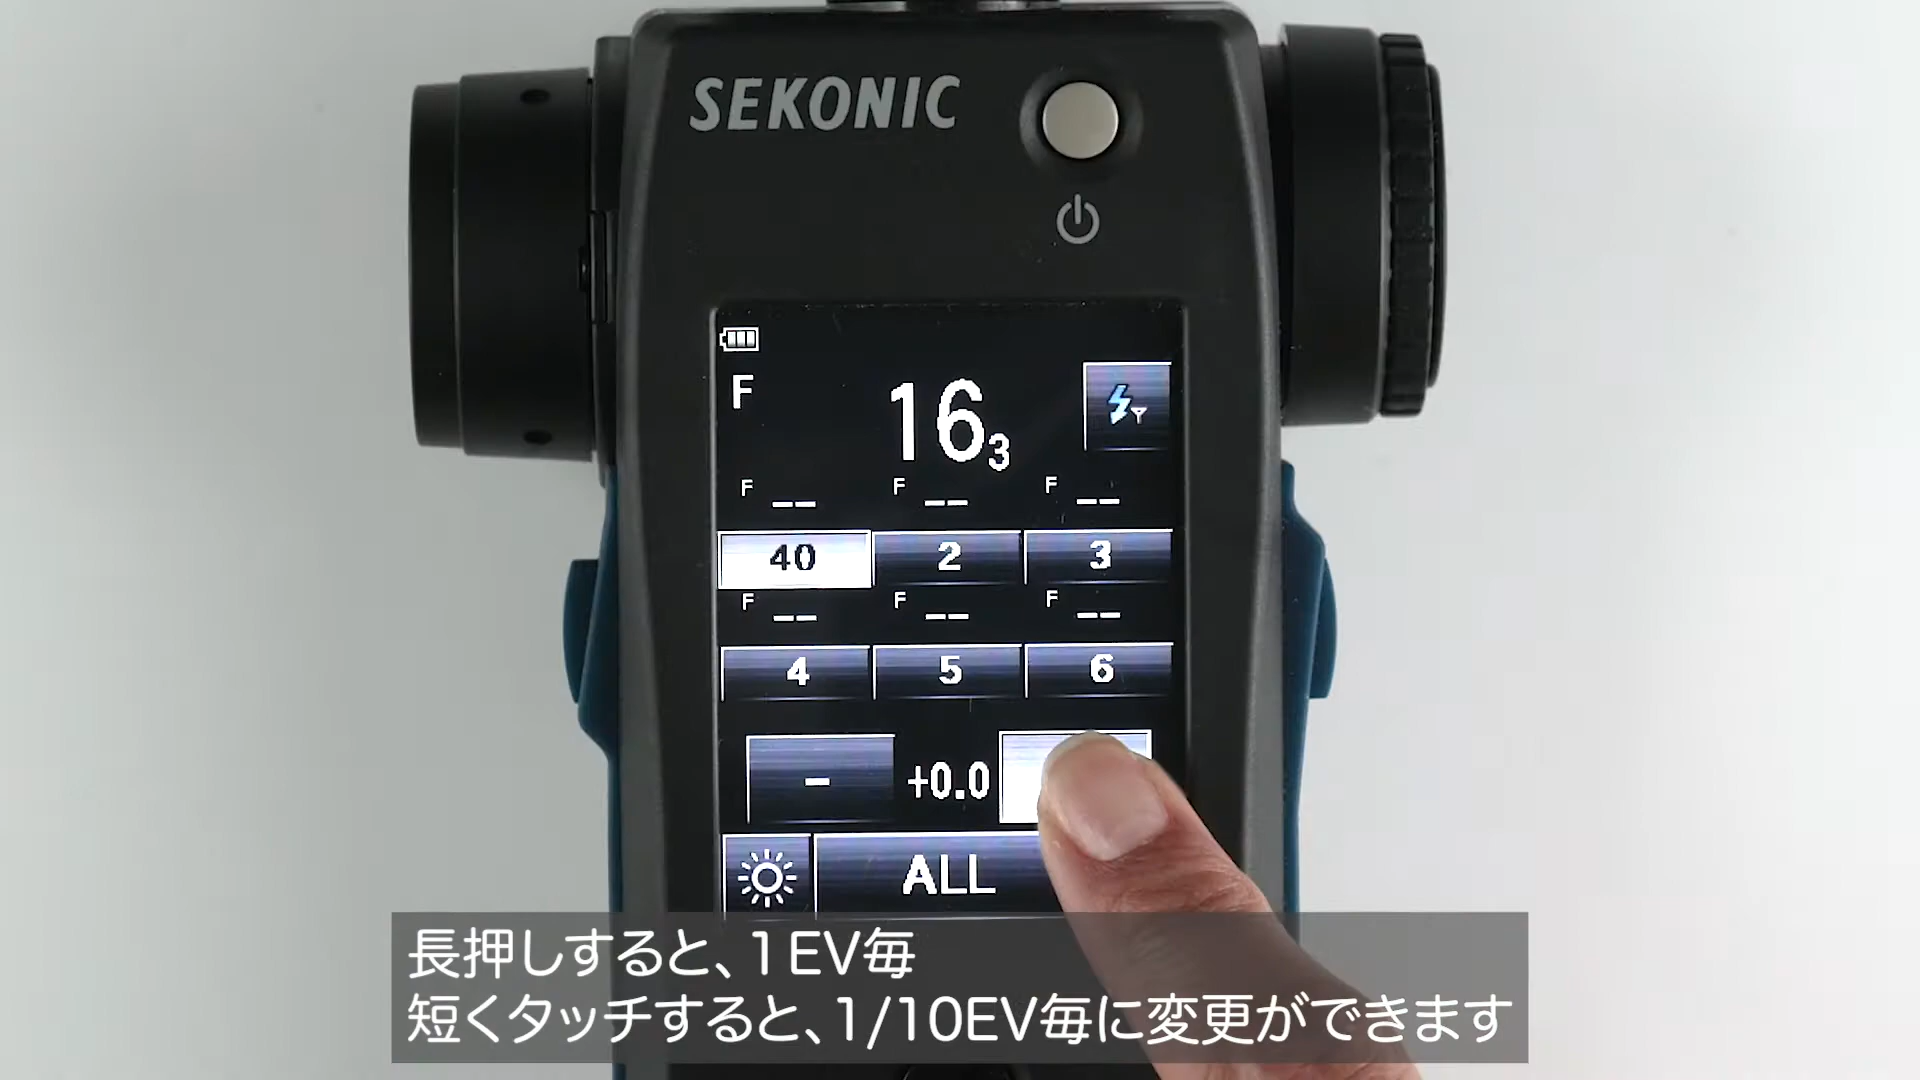 SEKONIC
F 16 3
F -- F -- F --
40 2 3
F -- F -- F --
4 5 6
- +0.0
ALL
長押しすると、1EV毎
短くタッチすると、1/10EV毎に変更ができます